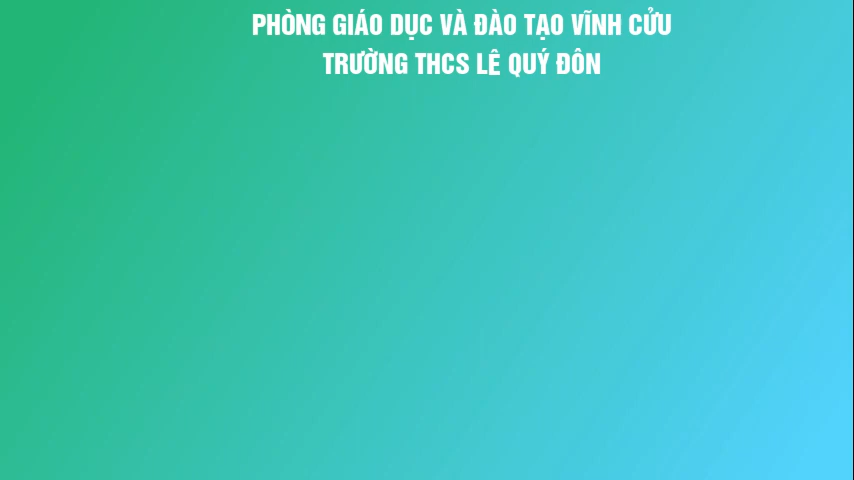 PHÒNG GIÁO DỤC VÀ ĐÀO TẠO VĨNH CỬU
TRƯỜNG THCS LÊ QUÝ ĐÔN